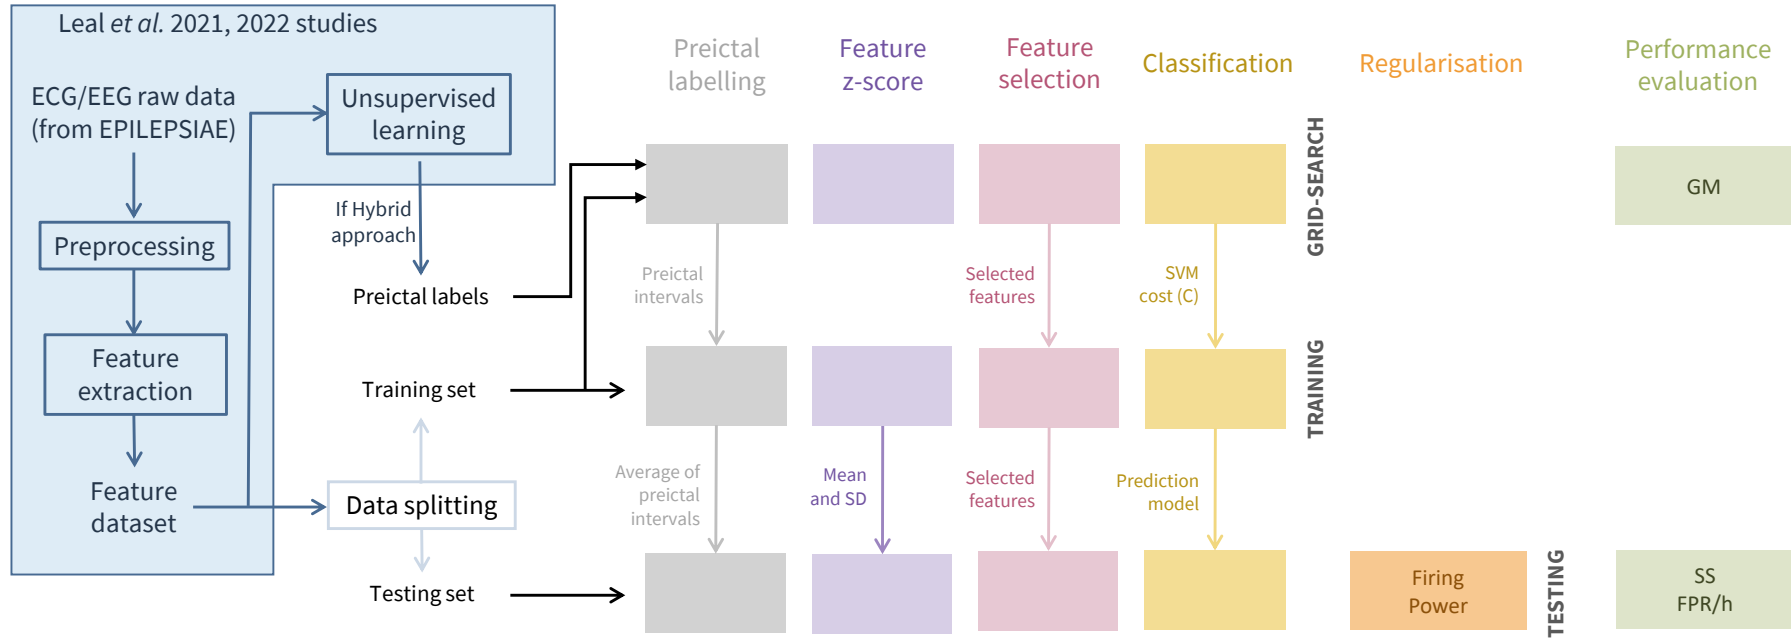 Leal et al. 2021, 2022 studies
ECG/EEG raw data
(from EPILEPSIAE)
Unsupervised
learning
Preprocessing
If Hybrid
approach
Feature
extraction
Feature
dataset
Preictal labels
Training set
Data splitting
Testing set
Preictal
labelling
Feature
z-score
Feature
selection
Classification
Regularisation
Performance
evaluation
GRID-SEARCH
GM
Preictal
intervals
Selected
features
SVM
cost (C)
TRAINING
Average of
preictal
intervals
Mean
and SD
Selected
features
Prediction
model
Firing
Power
TESTING
SS
FPR/h